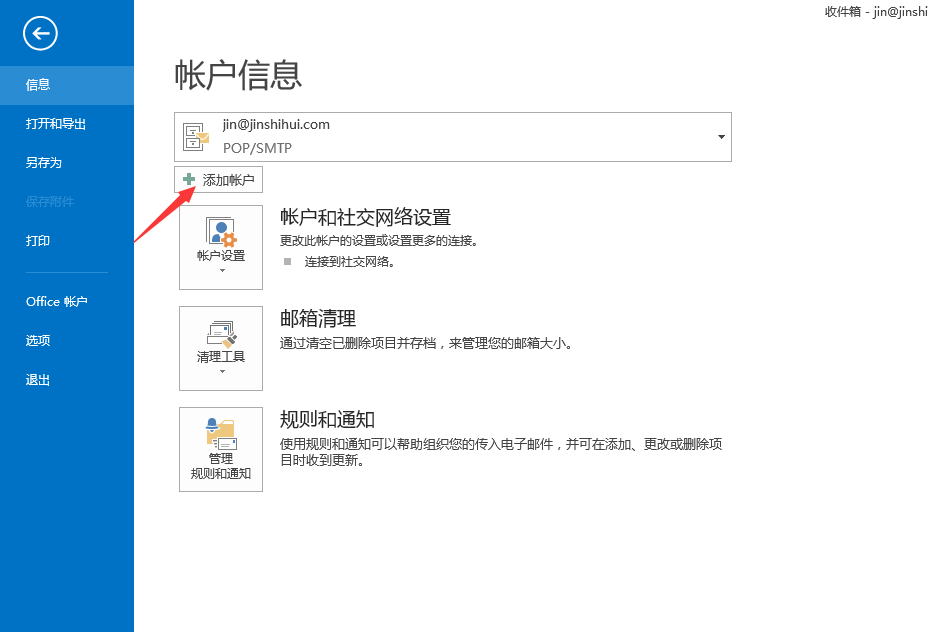 收件箱 - jin@jinshi
信息
打开和导出
另存为
保存附件
打印
Office 帐户
选项
退出
帐户信息
jin@jinshihui.com
POP/SMTP
添加帐户
帐户设置
帐户和社交网络设置
更改此帐户的设置或设置更多的连接。
连接到社交网络。
清理工具
邮箱清理
通过清空已删除项目并存档，来管理您的邮箱大小。
管理
规则和通知
规则和通知
使用规则和通知可以帮助组织您的传入电子邮件，并可在添加、更改或删除项
目时收到更新。